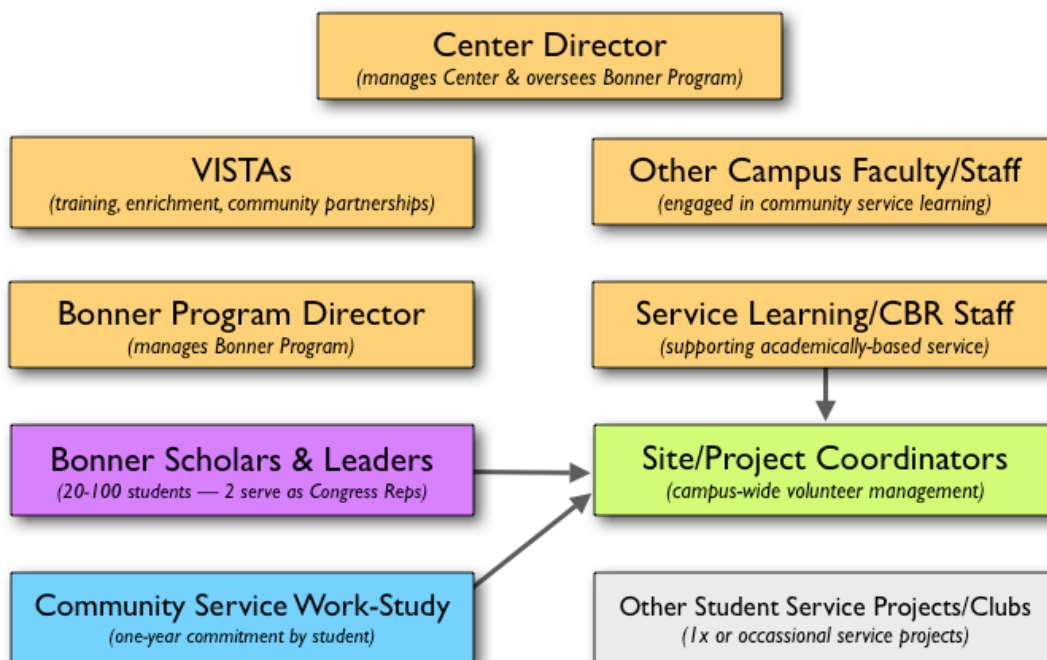 Center Director
(manages Center & oversees Bonner Program)
VISTAs
(training, enrichment, community partnerships)
Other Campus Faculty/Staff
(engaged in community service learning)
Bonner Program Director
(manages Bonner Program)
Service Learning/CBR Staff
(supporting academically-based service)
Bonner Scholars & Leaders
(20-100 students — 2 serve as Congress Reps)
Site/Project Coordinators
(campus-wide volunteer management)
Community Service Work-Study
(one-year commitment by student)
Other Student Service Projects/Clubs
(1x or occassional service projects)